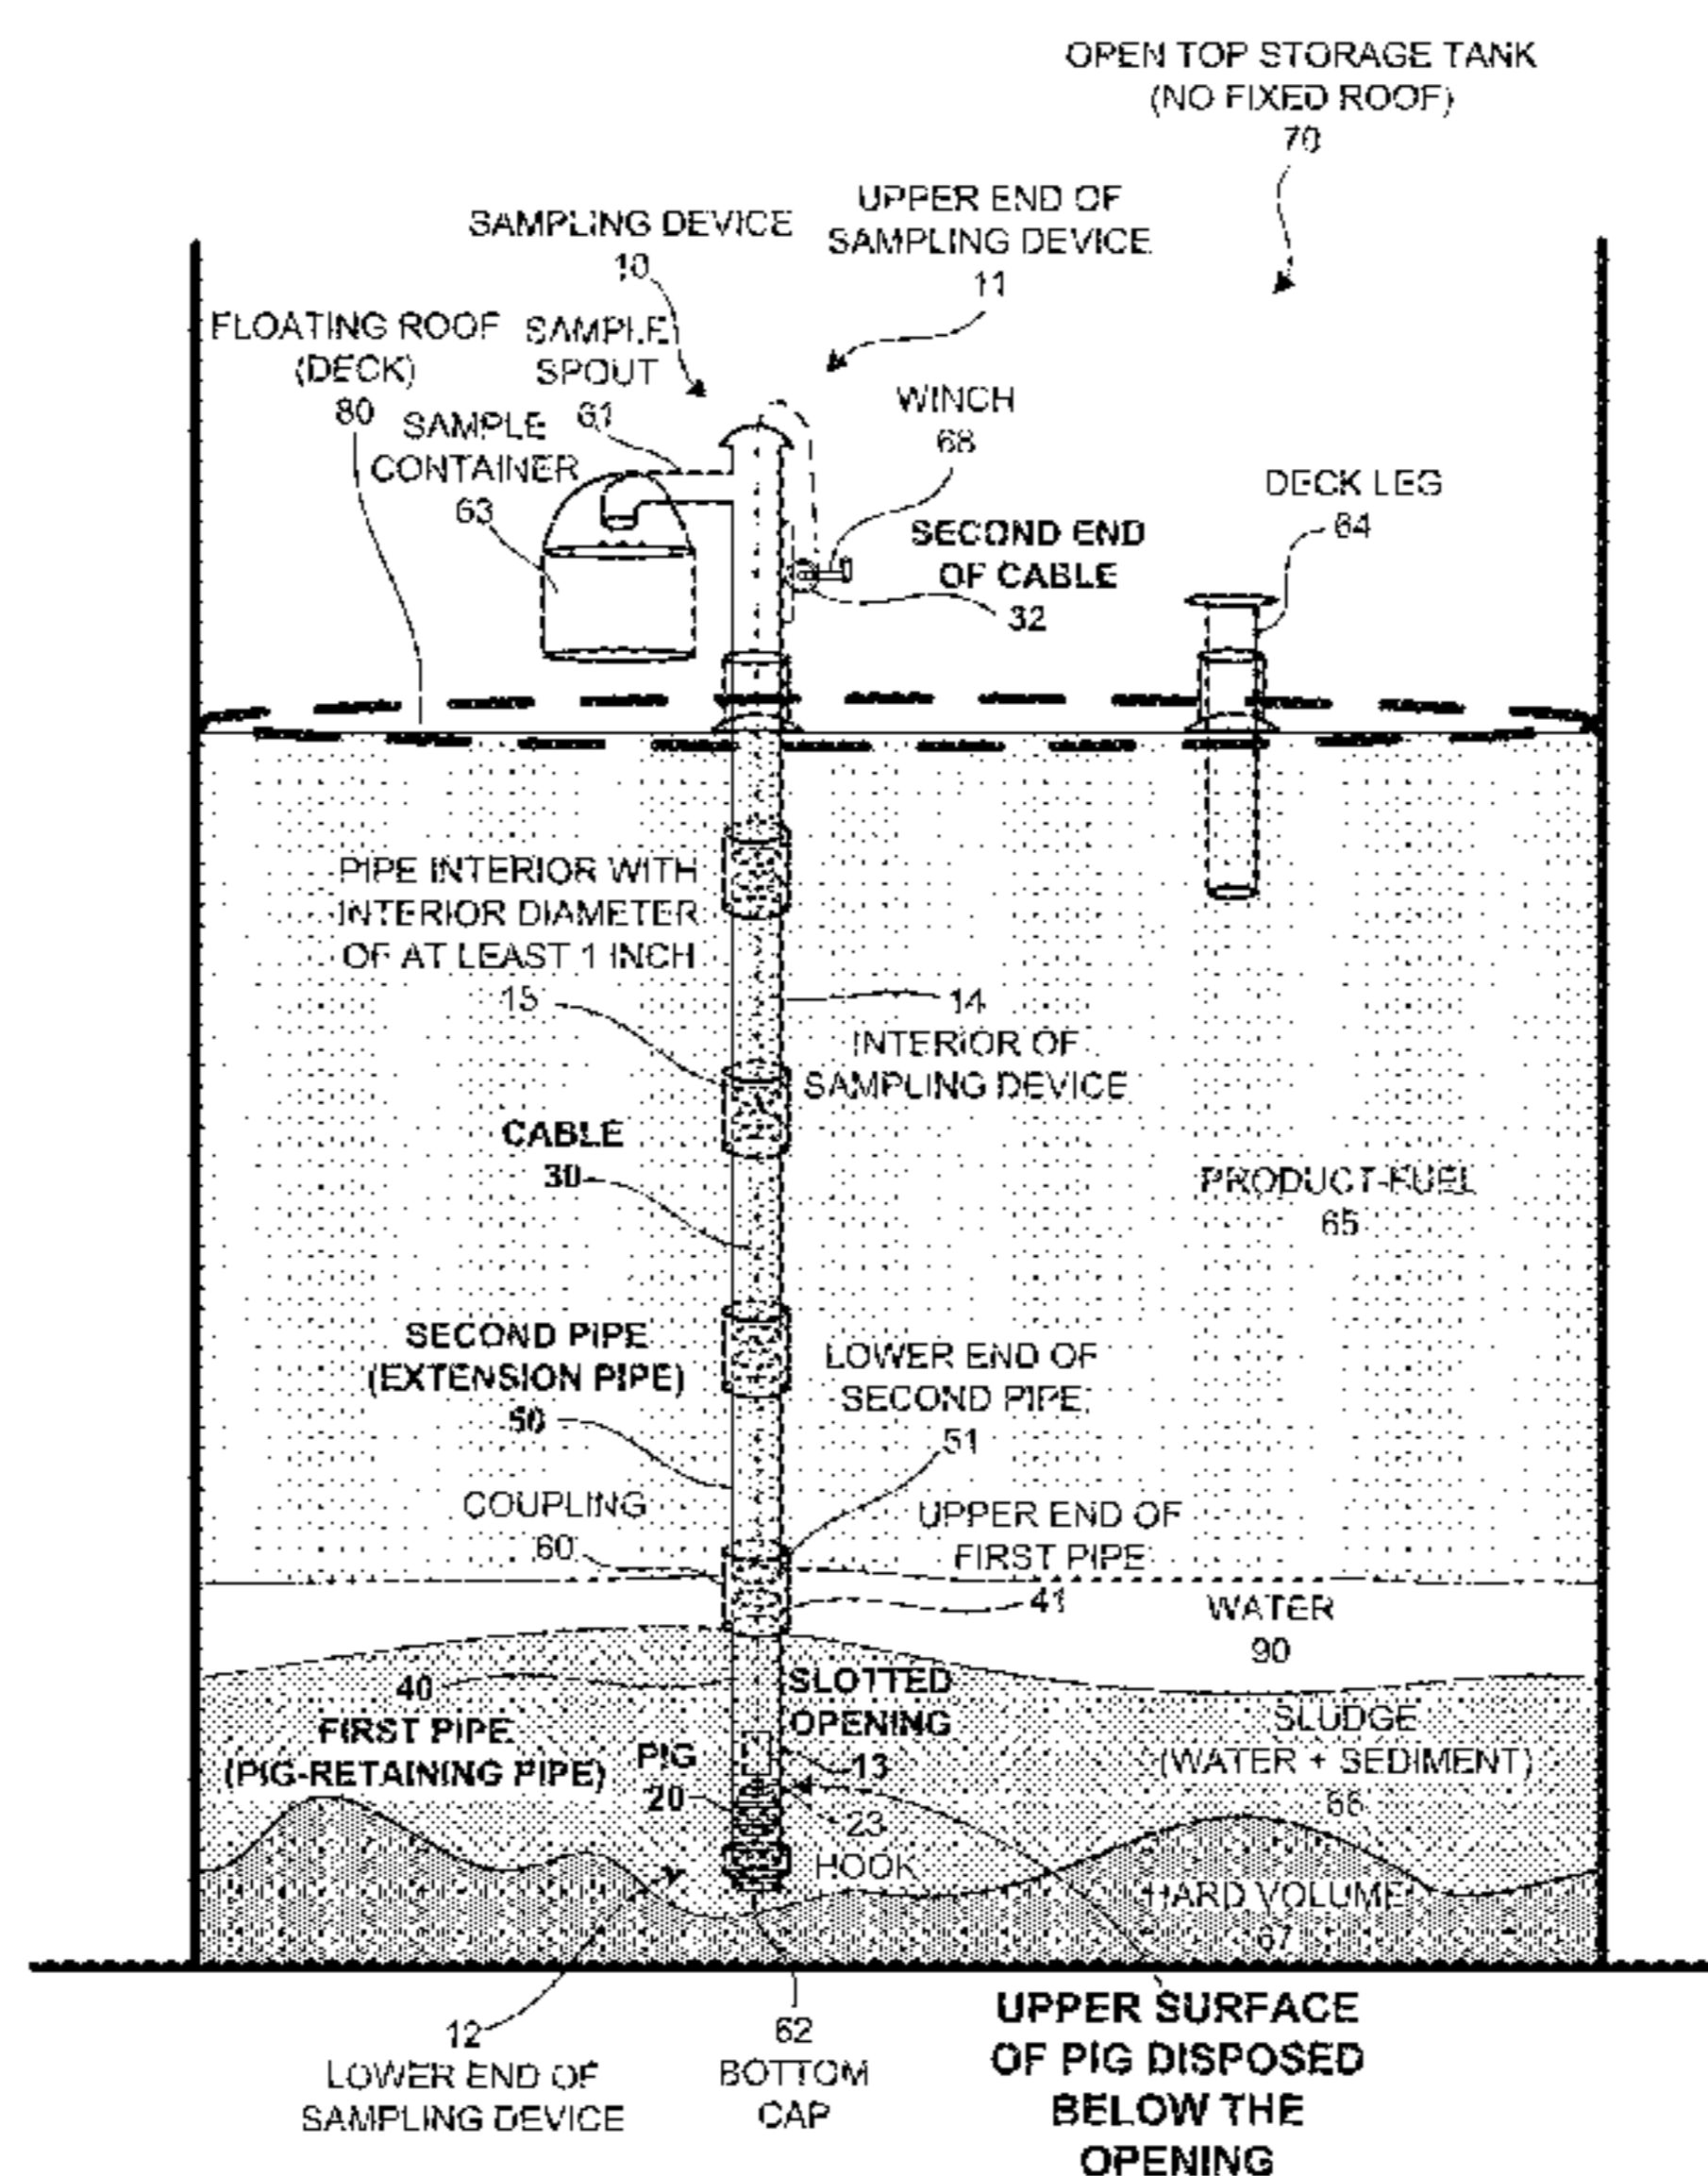 OPEN TOP STORAGE TANK
(NO FIXED ROOF)
70
UPPER END OF
SAMPLING DEVICE
11
SAMPLING DEVICE
10
FLOATING ROOF
(DECK)
80
SAMPLE
SPOUT
61
SAMPLE
CONTAINER
63
WINCH
68
SECOND END
OF CABLE
32
DECK LEG
64
PIPE INTERIOR WITH
INTERIOR DIAMETER
OF AT LEAST 1 INCH
15
14
INTERIOR OF
SAMPLING DEVICE
CABLE
30
PRODUCT-FUEL
65
SECOND PIPE
(EXTENSION PIPE)
50
LOWER END OF
SECOND PIPE
51
COUPLING
60
UPPER END OF
FIRST PIPE
41
WATER
90
40
FIRST PIPE
(PIG-RETAINING PIPE)
SLOTTED
OPENING
13
PIG
20
23
HOOK
SLUDGE
(WATER + SEDIMENT)
66
HARD VOLUME
67
12
LOWER END OF
SAMPLING DEVICE
62
BOTTOM
CAP
UPPER SURFACE
OF PIG DISPOSED
BELOW THE
OPENING